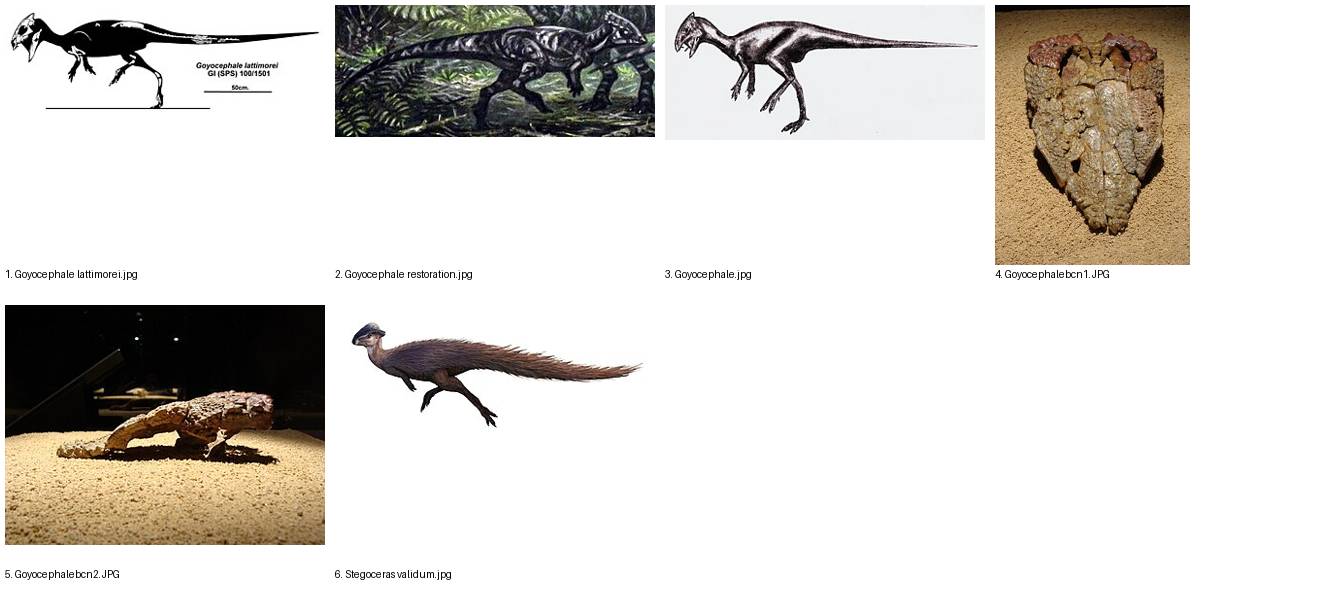 Goyocephale lattimorei
GI (SPS) 100/1501
50cm.
1. Goyocephale lattimorei.jpg
2. Goyocephale restoration.jpg
3. Goyocephale.jpg
4. Goyocephalebcn1.JPG
5. Goyocephalebcn2.JPG
6. Stegoceras validum.jpg